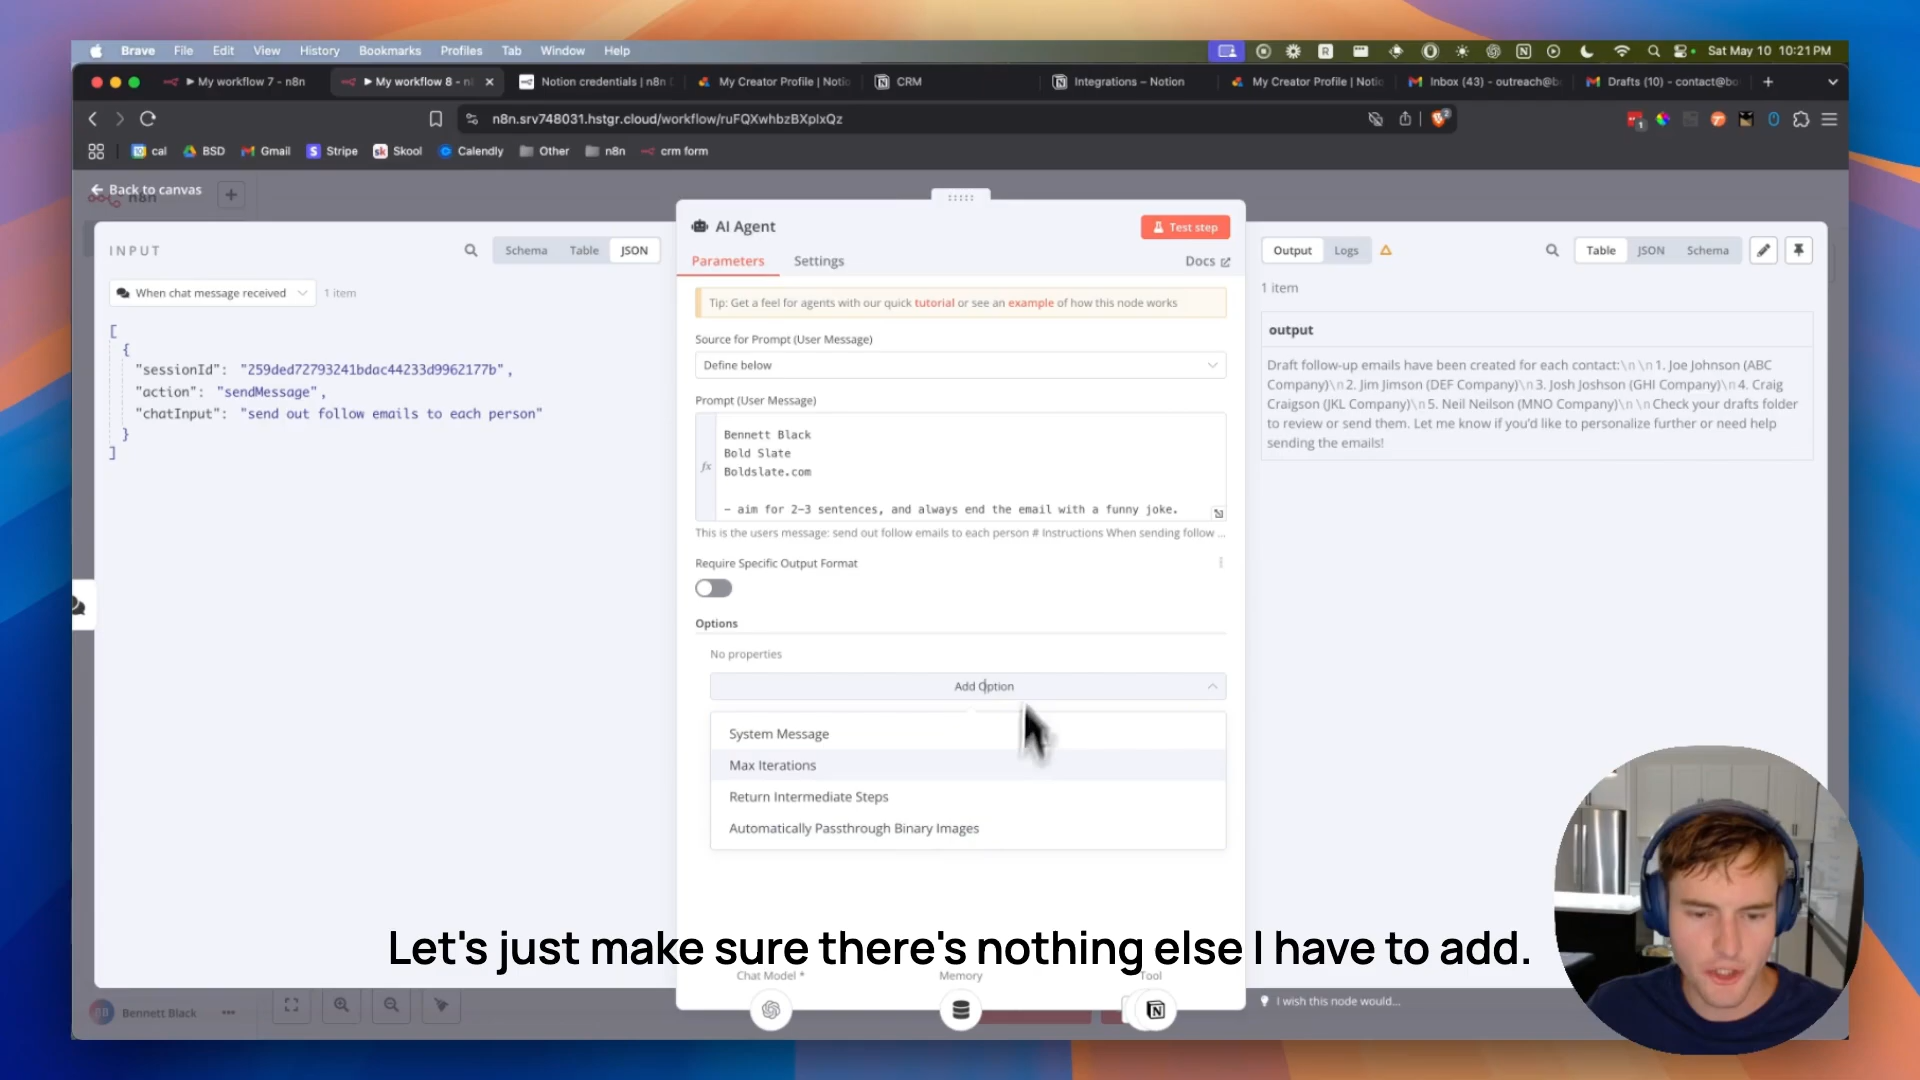 Brave File Edit View History Bookmarks Profiles Tab Window Help
Sat May 10 10:21 PM
My workflow 7 - n8n
My workflow 8 - n
Notion credentials | n8n
My Creator Profile | Notio
CRM
Integrations – Notion
My Creator Profile | Notio
Inbox (43) - outreach@b
Drafts (10) - contact@bo
n8n.srv748031.hstgr.cloud/workflow/ruFQXwhbzBXplxQz
cal BSD Gmail Stripe Skool Calendly Other n8n crm form
Back to canvas
n8n
INPUT
Schema Table JSON
When chat message received
1 item
[
{
"sessionId": "259ded72793241bdac44233d9962177b",
"action": "sendMessage",
"chatInput": "send out follow emails to each person"
}
]
AI Agent
Test step
Parameters Settings
Docs
Tip: Get a feel for agents with our quick tutorial or see an example of how this node works
Source for Prompt (User Message)
Define below
Prompt (User Message)
fx
Bennett Black
Bold Slate
Boldslate.com
- aim for 2-3 sentences, and always end the email with a funny joke.
This is the users message: send out follow emails to each person # Instructions When sending follow ...
Require Specific Output Format
Options
No properties
Add Option
System Message
Max Iterations
Return Intermediate Steps
Automatically Passthrough Binary Images
Output Logs
Table JSON Schema
1 item
output
Draft follow-up emails have been created for each contact:\n \n1. Joe Johnson (ABC
Company)\n2. Jim Jimson (DEF Company)\n3. Josh Joshson (GHI Company)\n4. Craig
Craigson (JKL Company)\n5. Neil Neilson (MNO Company)\n \nCheck your drafts folder
to review or send them. Let me know if you'd like to personalize further or need help
sending the emails!
Let's just make sure there's nothing else I have to add.
Chat Model *
Memory
Tool
Bennett Black
I wish this node would...